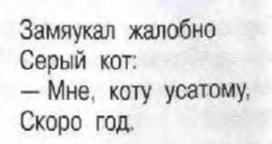 Замяукал жалобно
Серый кот:
— Мне, коту усатому,
Скоро год.